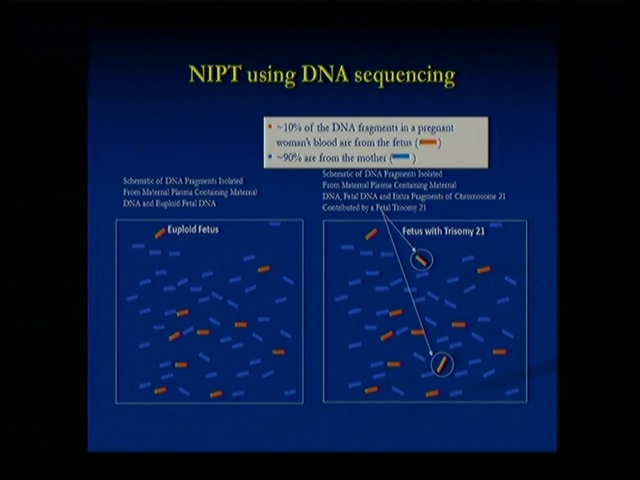 NIPT using DNA sequencing
~10% of the DNA fragments in a pregnant
woman's blood are from the fetus ( )
~90% are from the mother ( )
Schematic of DNA Fragments Isolated
From Maternal Plasma Containing Maternal
DNA and Euploid Fetal DNA
Schematic of DNA Fragments Isolated
From Maternal Plasma Containing Maternal
DNA, Fetal DNA and Extra Fragments of Chromosome 21
Contributed by a Fetal Trisomy 21
Euploid Fetus
Fetus with Trisomy 21